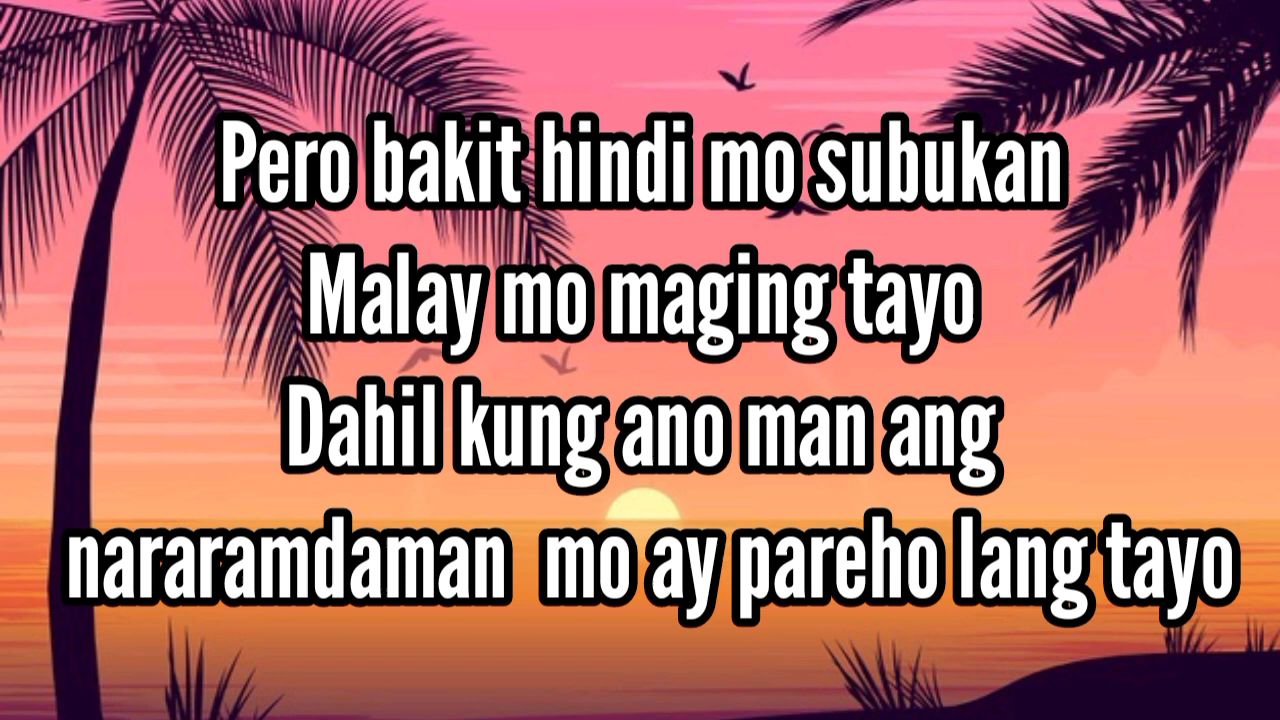 Pero bakit hindi mo subukan
Malay mo maging tayo
Dahil kung ano man ang
nararamdaman mo ay pareho lang tayo